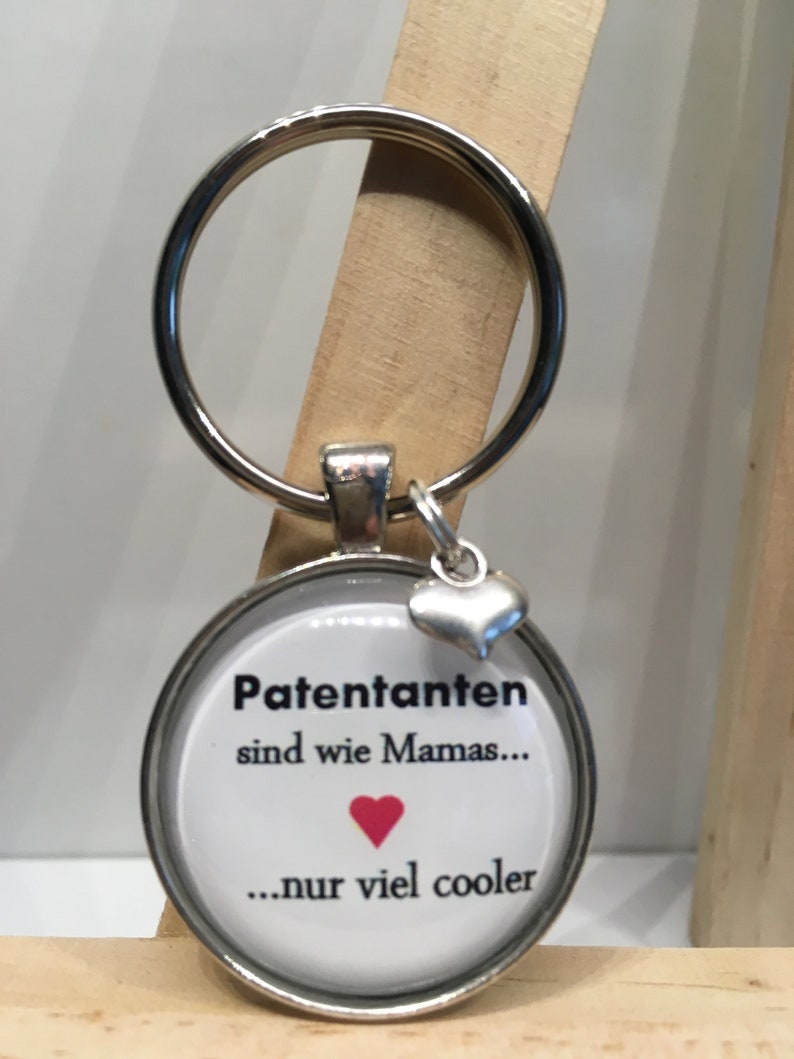 Patentanten
sind wie Mamas...
...nur viel cooler